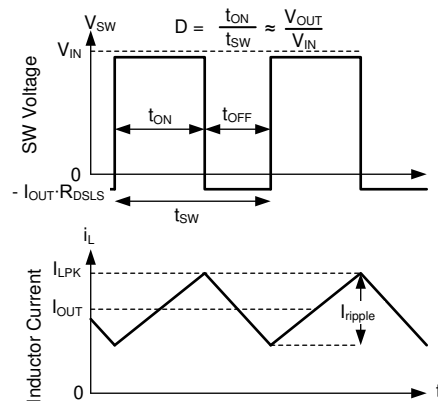 V_SW
D = t_ON / t_SW ≈ V_OUT / V_IN
V_IN
SW Voltage
t_ON
t_OFF
0
- I_OUT·R_DSLS
t_SW
i_L
I_LPK
Inductor Current
I_OUT
I_ripple
0
t